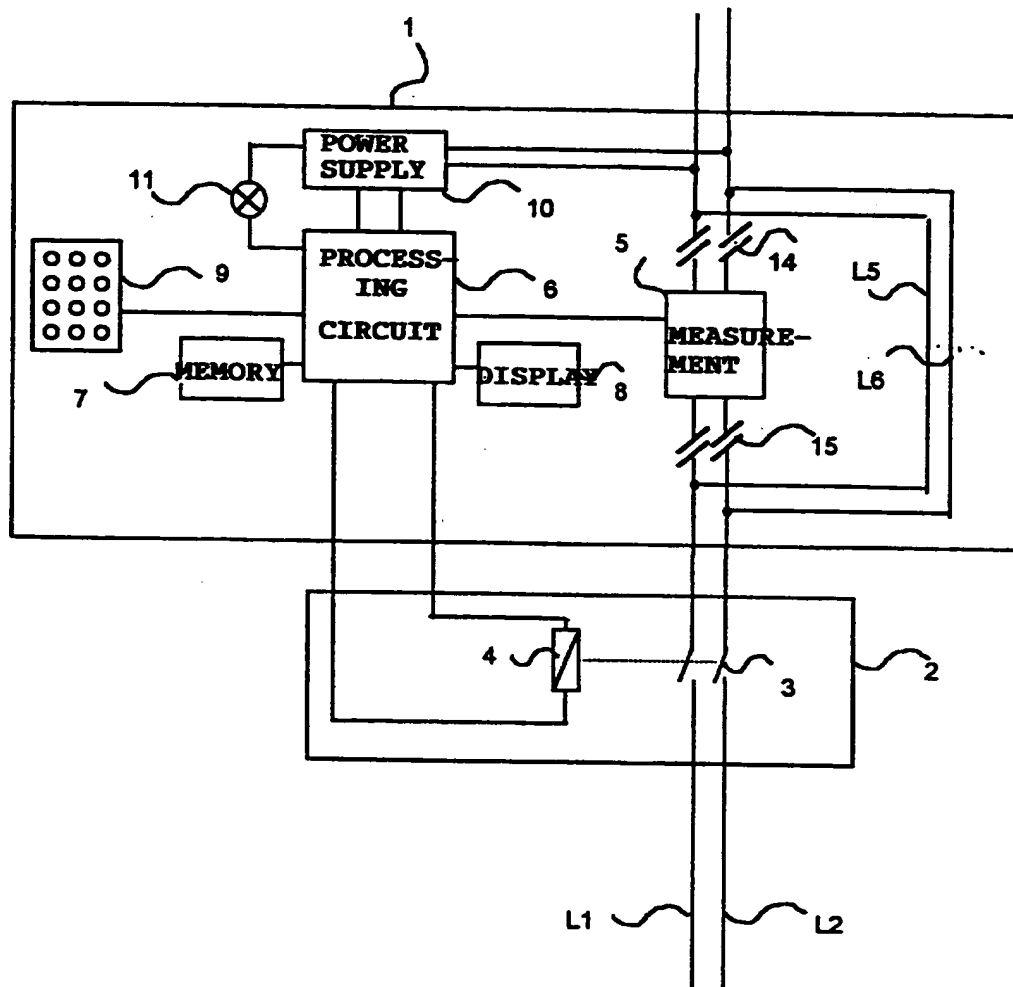 1
POWER
SUPPLY
11
10
PROCESS-
ING
CIRCUIT
9
6
5
14
L5
MEASURE-
MENT
MEMORY
7
DISPLAY
8
L6
15
4
3
2
L1
L2